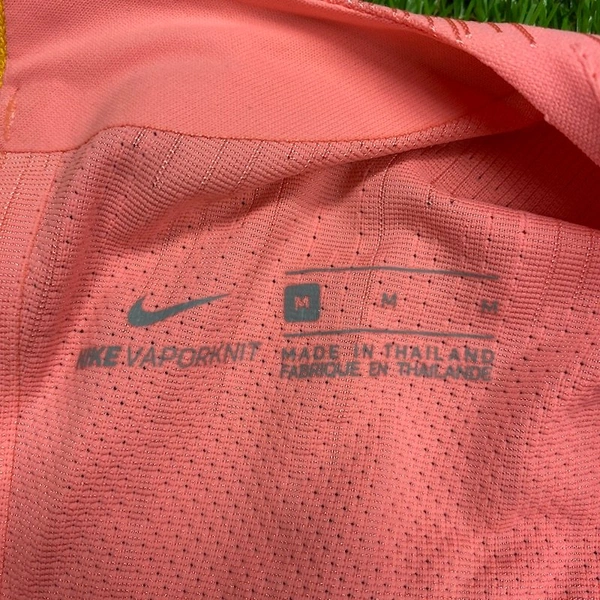 M M M
NIKE VAPORKNIT
MADE IN THAILAND
FABRIQUE EN THAILANDE